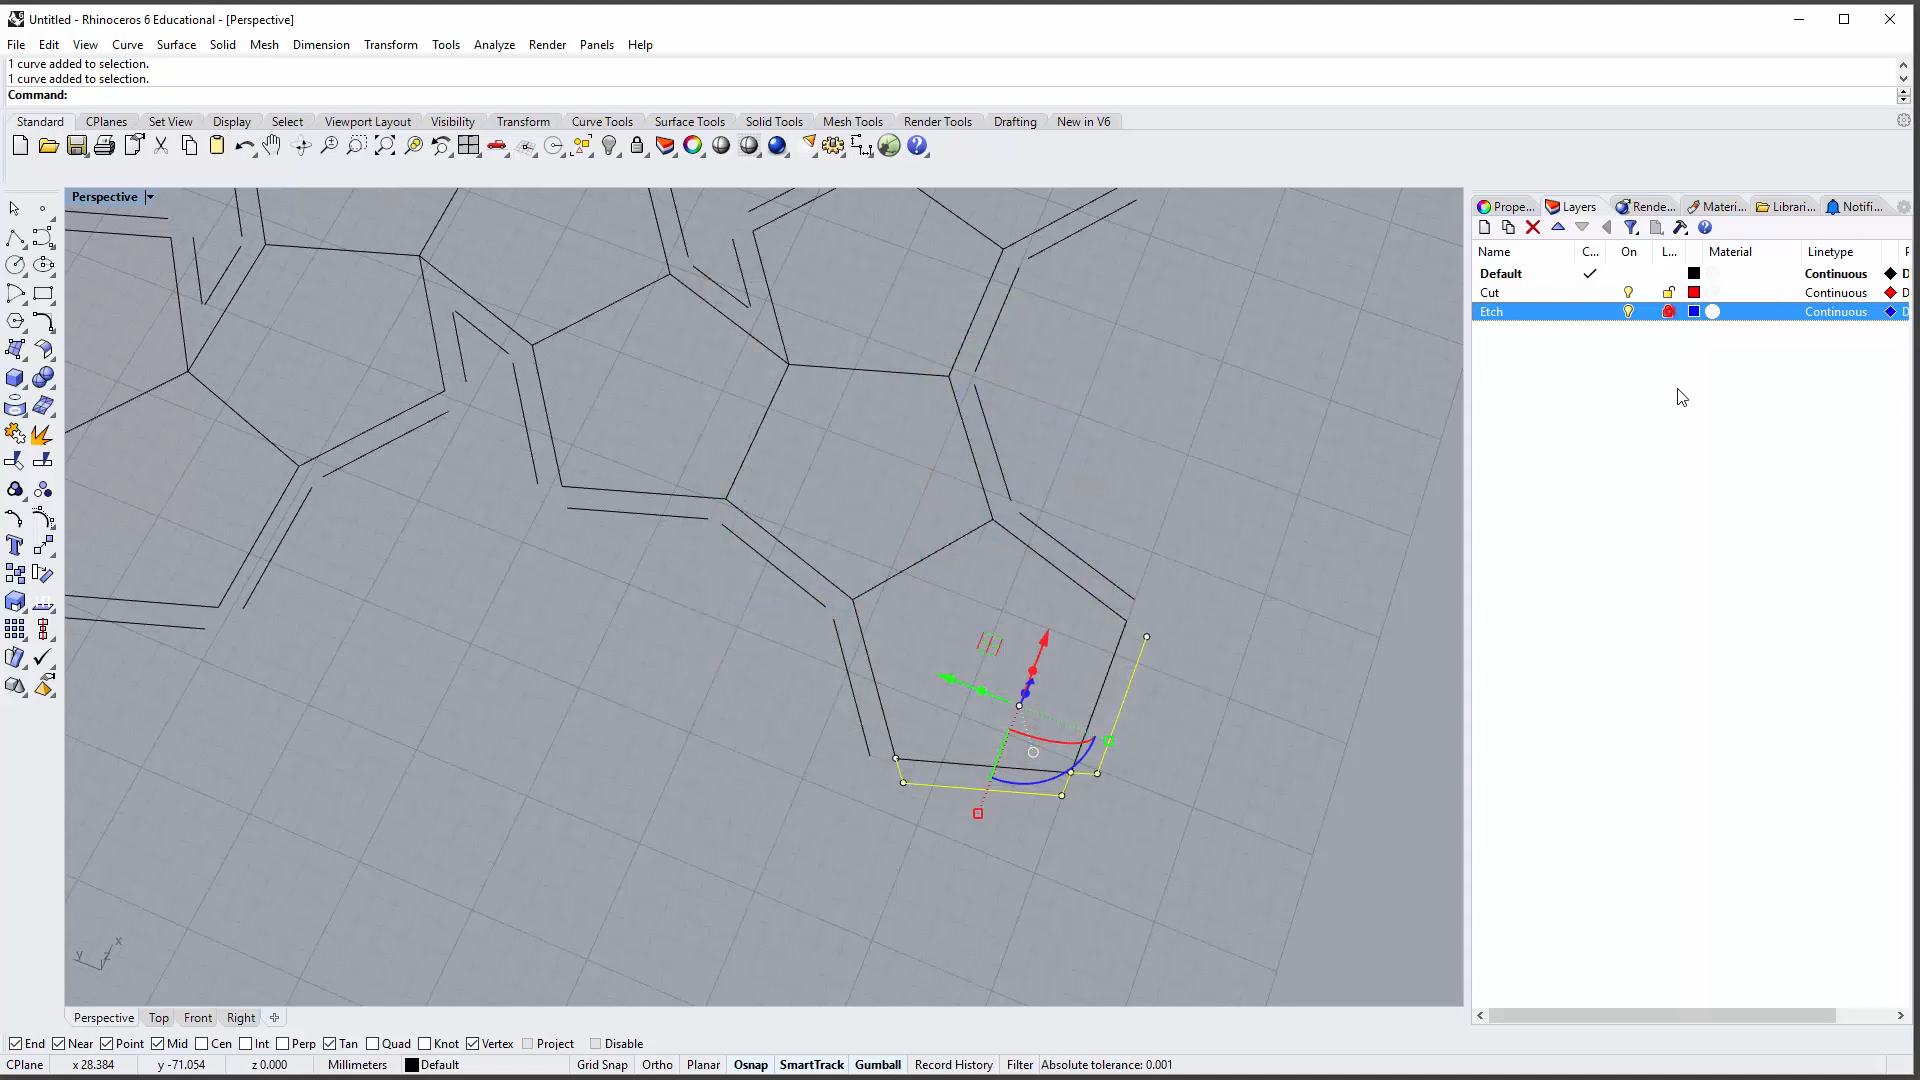 Untitled - Rhinoceros 6 Educational - [Perspective]
File Edit View Curve Surface Solid Mesh Dimension Transform Tools Analyze Render Panels Help
1 curve added to selection.
1 curve added to selection.
Command:
Standard CPlanes Set View Display Select Viewport Layout Visibility Transform Curve Tools Surface Tools Solid Tools Mesh Tools Render Tools Drafting New in V6
Perspective
Prope... Layers Rende... Materi... Librari... Notifi...
Name C... On L... Material Linetype P
Default Continuous D
Cut Continuous D
Etch Continuous D
y z x
Perspective Top Front Right
End Near Point Mid Cen Int Perp Tan Quad Knot Vertex Project Disable
CPlane x 28.384 y -71.054 z 0.000 Millimeters Default Grid Snap Ortho Planar Osnap SmartTrack Gumball Record History Filter Absolute tolerance: 0.001